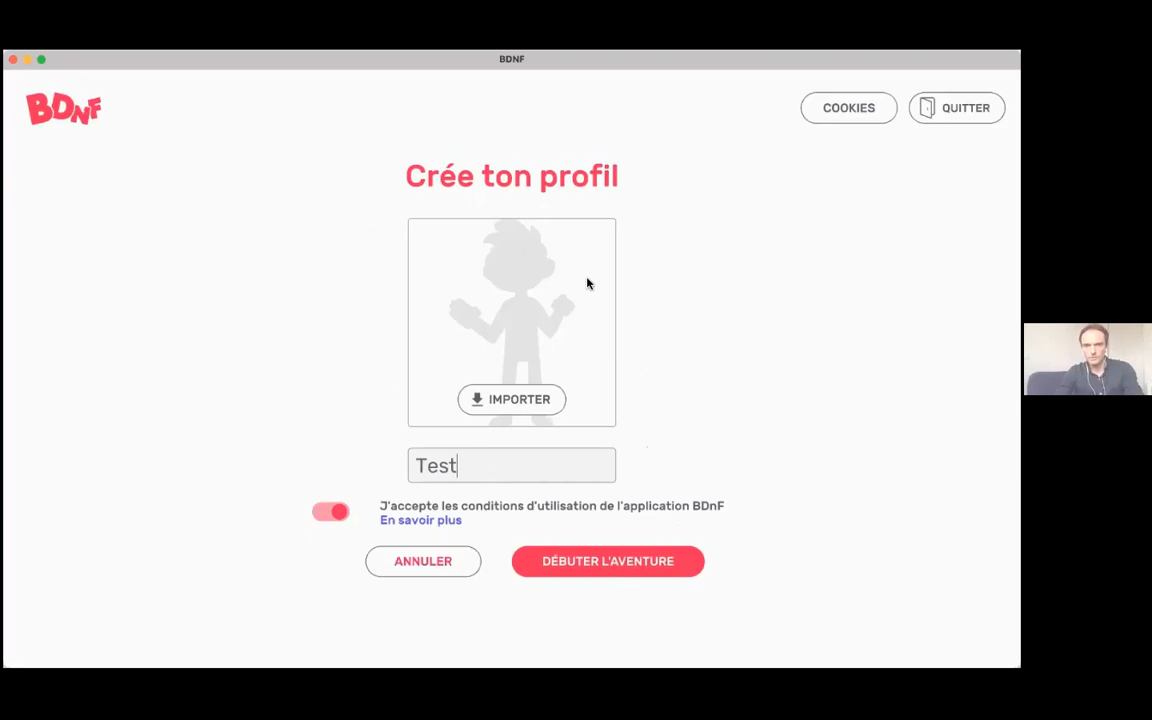 BDNF
BDNF
COOKIES
QUITTER
Crée ton profil
IMPORTER
Test
J'accepte les conditions d'utilisation de l'application BDnF
En savoir plus
ANNULER
DÉBUTER L'AVENTURE